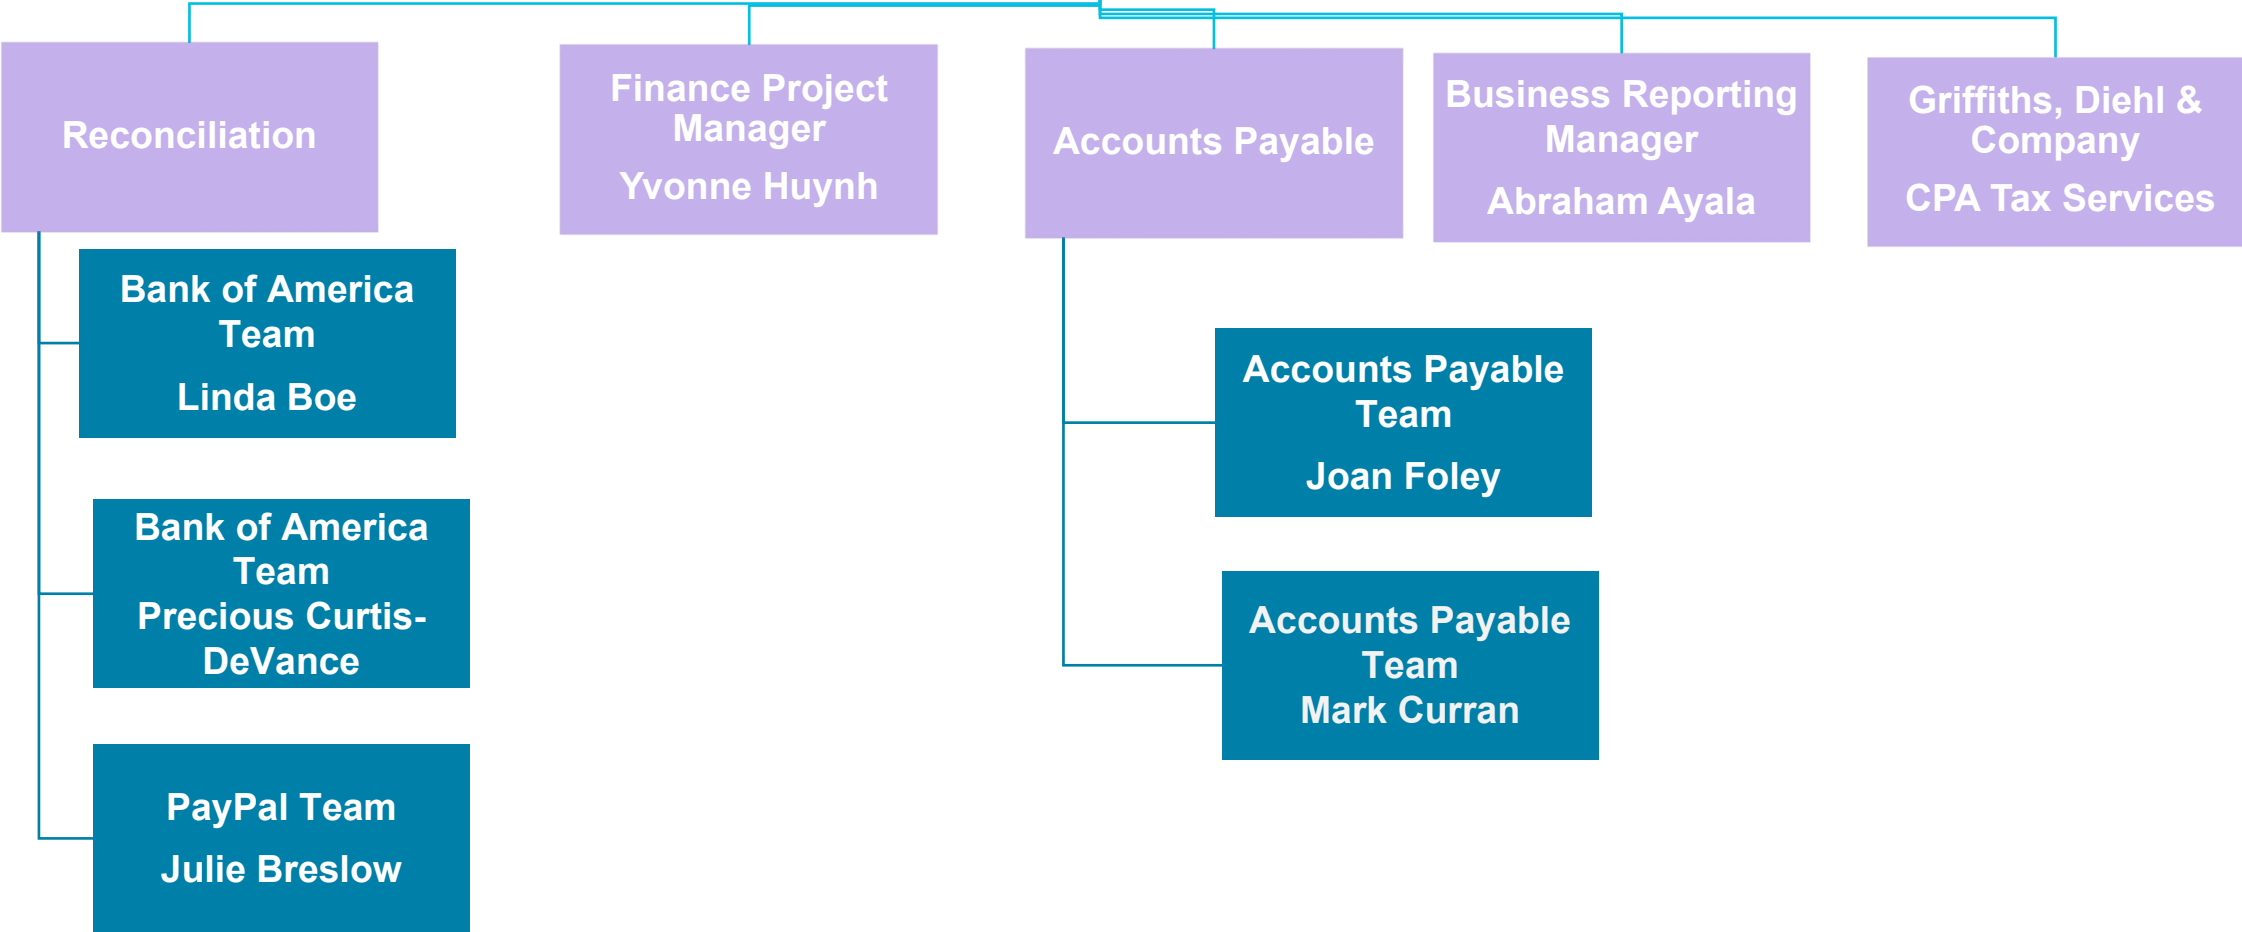 Reconciliation
Finance Project
Manager
Yvonne Huynh
Accounts Payable
Business Reporting
Manager
Abraham Ayala
Griffiths, Diehl &
Company
CPA Tax Services
Bank of America
Team
Linda Boe
Bank of America
Team
Precious Curtis-
DeVance
PayPal Team
Julie Breslow
Accounts Payable
Team
Joan Foley
Accounts Payable
Team
Mark Curran